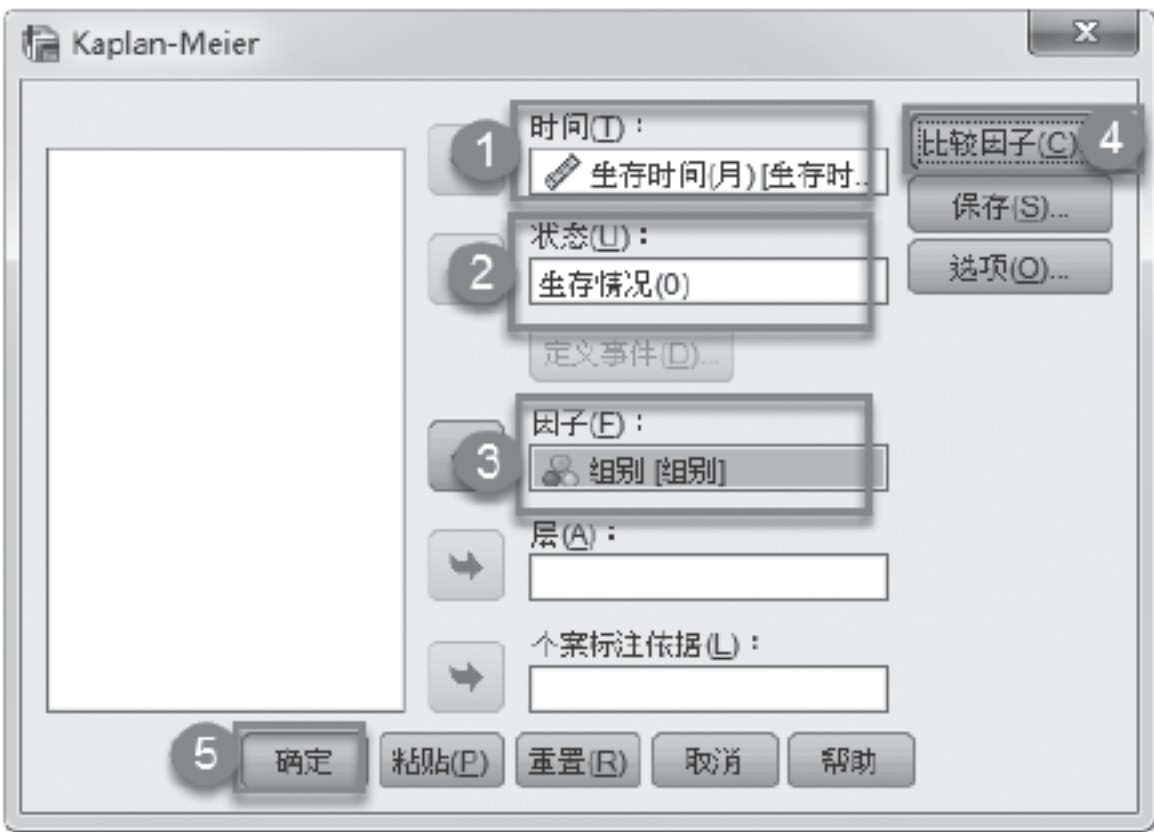 Kaplan-Meier
1
时间(T)：
生存时间(月) [生存时...
4
比较因子(C)
保存(S)...
2
状态(U)：
生存情况(0)
选项(O)...
定义事件(D)...
3
因子(F)：
组别 [组别]
层(A)：
个案标注依据(L)：
5
确定
粘贴(P)
重置(R)
取消
帮助